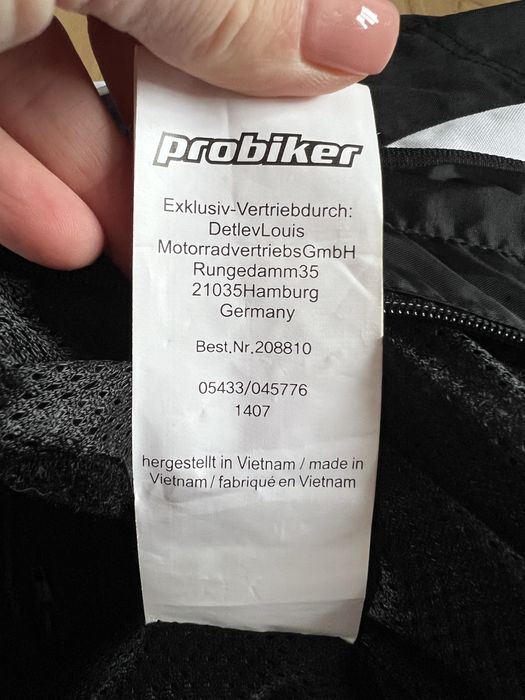 probiker
Exklusiv-Vertriebdurch:
DetlevLouis
MotorradvertriebsGmbH
Rungedamm35
21035Hamburg
Germany
Best.Nr.208810
05433/045776
1407
hergestellt in Vietnam / made in
Vietnam / fabriqué en Vietnam